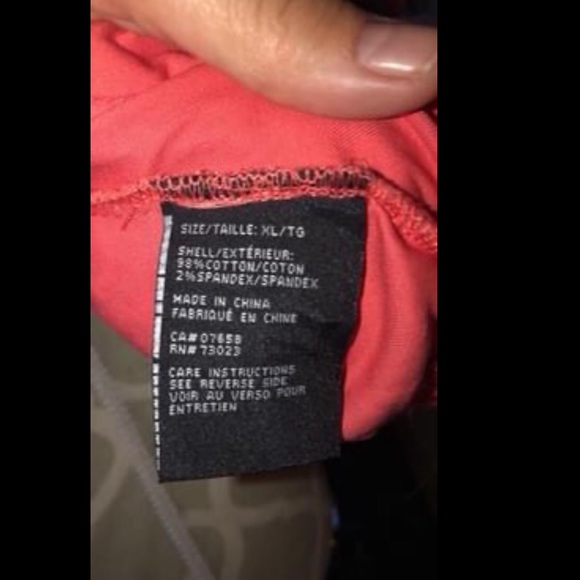 SIZE/TAILLE: XL/TG
SHELL/EXTÉRIEUR:
98%COTTON/COTON
2%SPANDEX/SPANDEX
MADE IN CHINA
FABRIQUÉ EN CHINE
CA# 07658
RN# 73023
CARE INSTRUCTIONS
SEE REVERSE SIDE
VOIR AU VERSO POUR
ENTRETIEN